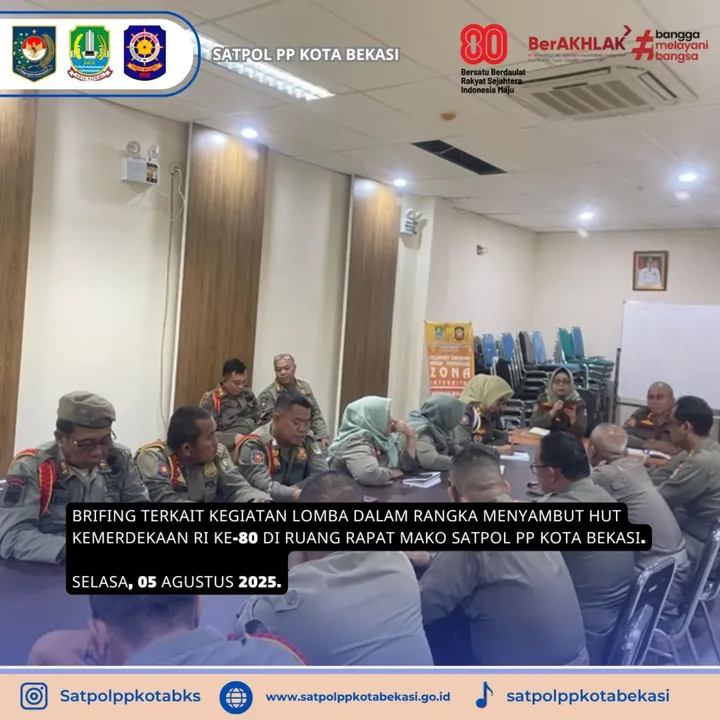 SATPOL PP KOTA BEKASI
80
Bersatu Berdaulat
Rakyat Sejahtera
Indonesia Maju
BerAKHLAK
#bangga
melayani
bangsa
ZONA
INTEGRITAS
BRIFING TERKAIT KEGIATAN LOMBA DALAM RANGKA MENYAMBUT HUT
KEMERDEKAAN RI KE-80 DI RUANG RAPAT MAKO SATPOL PP KOTA BEKASI.
SELASA, 05 AGUSTUS 2025.
Satpolppkotabks
www.satpolppkotabekasi.go.id
satpolppkotabekasi